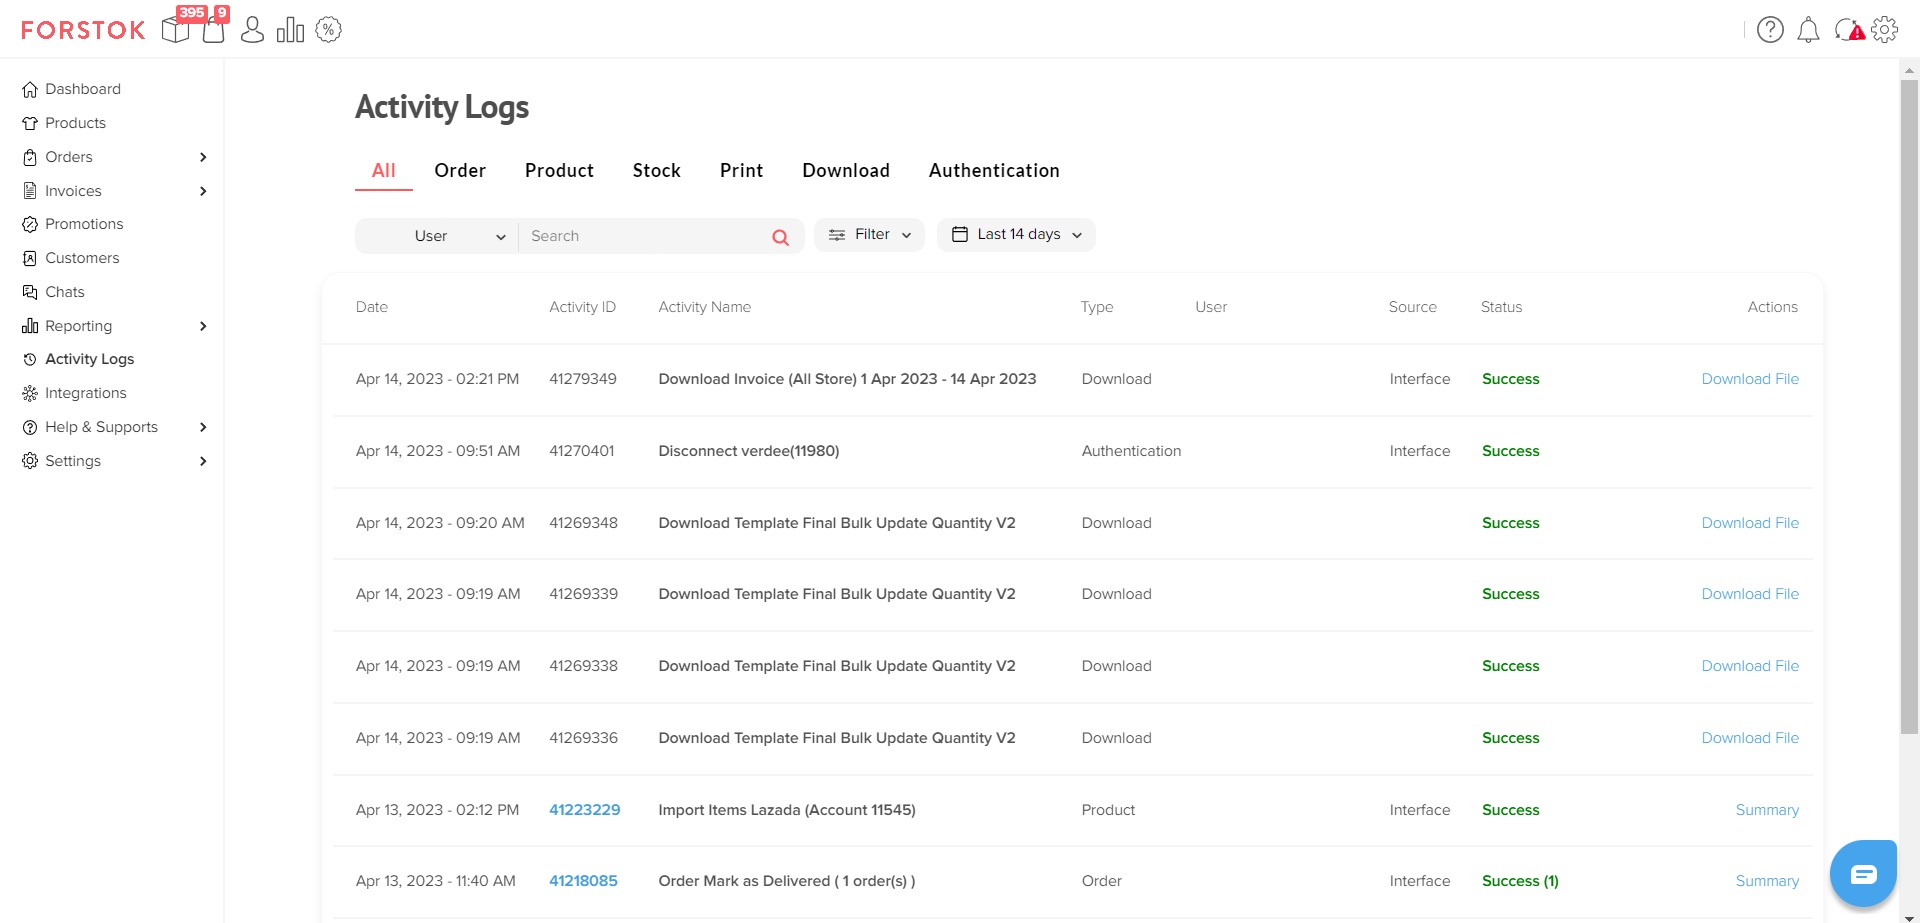 FORSTOK 395 9
Dashboard
Products
Orders
Invoices
Promotions
Customers
Chats
Reporting
Activity Logs
Integrations
Help & Supports
Settings
Activity Logs
All Order Product Stock Print Download Authentication
User Search Filter Last 14 days
Date Activity ID Activity Name Type User Source Status Actions
Apr 14, 2023 - 02:21 PM 41279349 Download Invoice (All Store) 1 Apr 2023 - 14 Apr 2023 Download Interface Success Download File
Apr 14, 2023 - 09:51 AM 41270401 Disconnect verdee(11980) Authentication Interface Success
Apr 14, 2023 - 09:20 AM 41269348 Download Template Final Bulk Update Quantity V2 Download Success Download File
Apr 14, 2023 - 09:19 AM 41269339 Download Template Final Bulk Update Quantity V2 Download Success Download File
Apr 14, 2023 - 09:19 AM 41269338 Download Template Final Bulk Update Quantity V2 Download Success Download File
Apr 14, 2023 - 09:19 AM 41269336 Download Template Final Bulk Update Quantity V2 Download Success Download File
Apr 13, 2023 - 02:12 PM 41223229 Import Items Lazada (Account 11545) Product Interface Success Summary
Apr 13, 2023 - 11:40 AM 41218085 Order Mark as Delivered ( 1 order(s) ) Order Interface Success (1) Summary